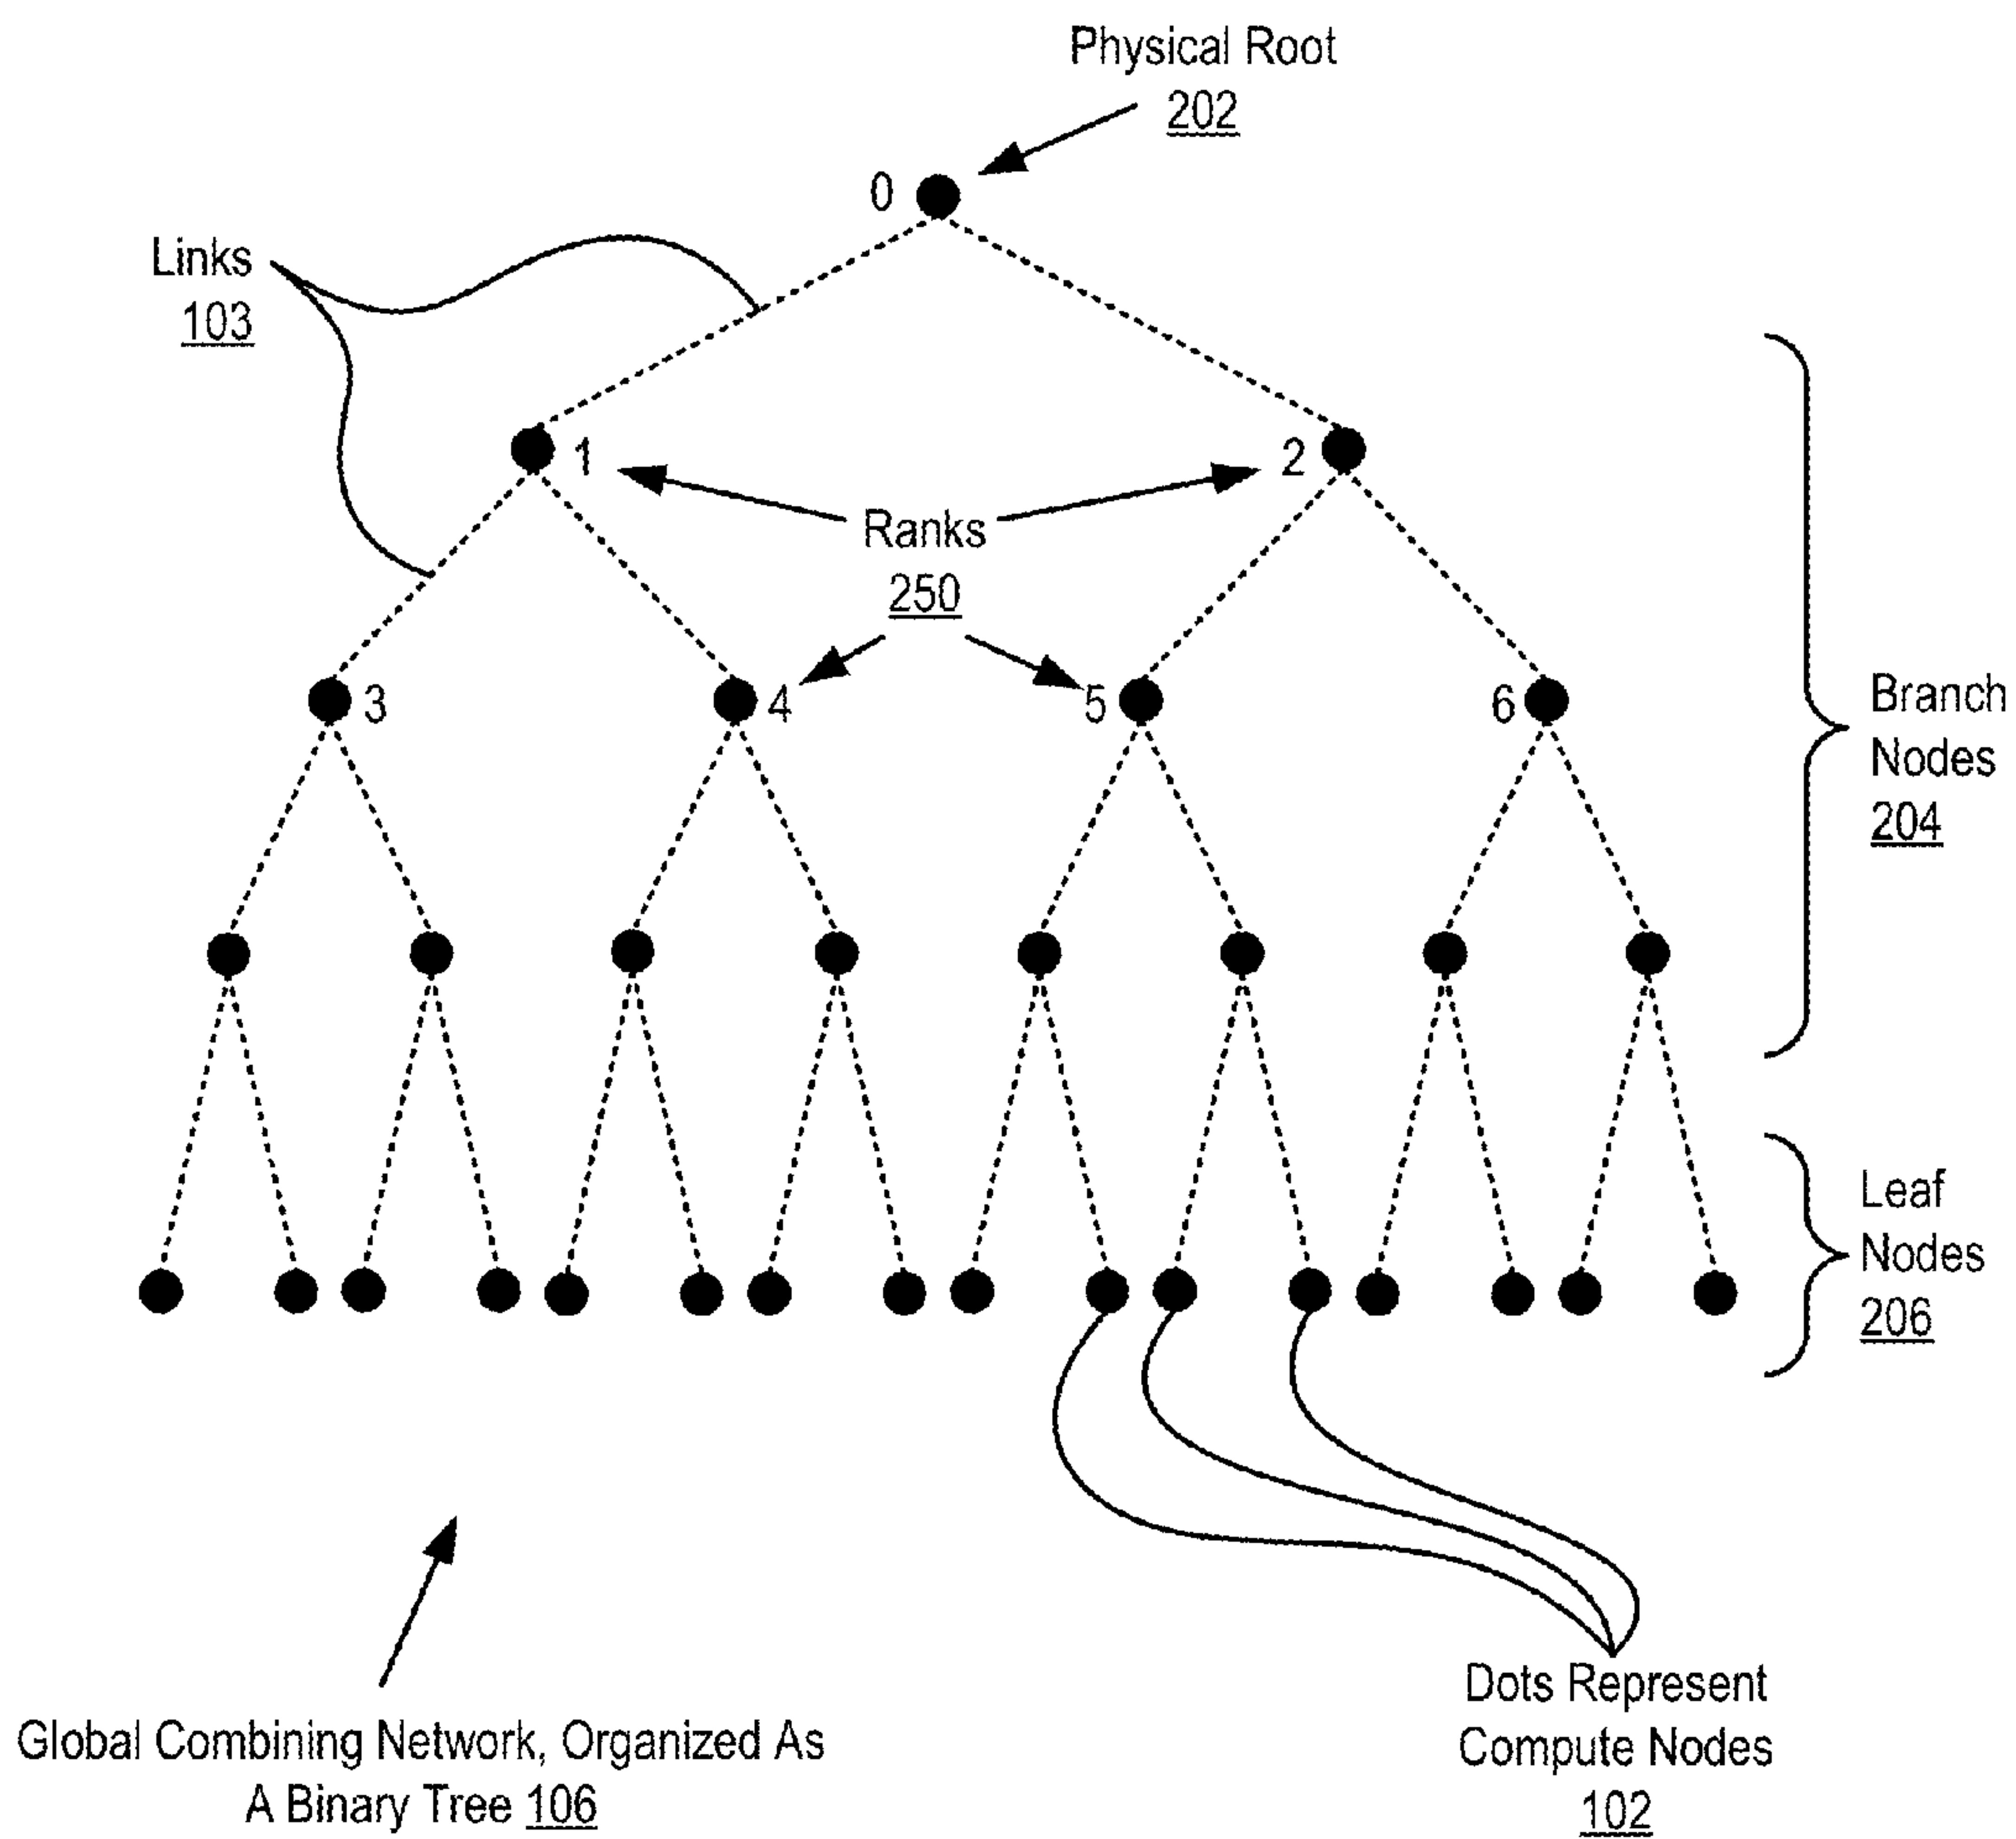 Physical Root
202
0
Links
103
1
2
Ranks
250
3
4
5
6
Branch
Nodes
204
Leaf
Nodes
206
Global Combining Network, Organized As
A Binary Tree 106
Dots Represent
Compute Nodes
102